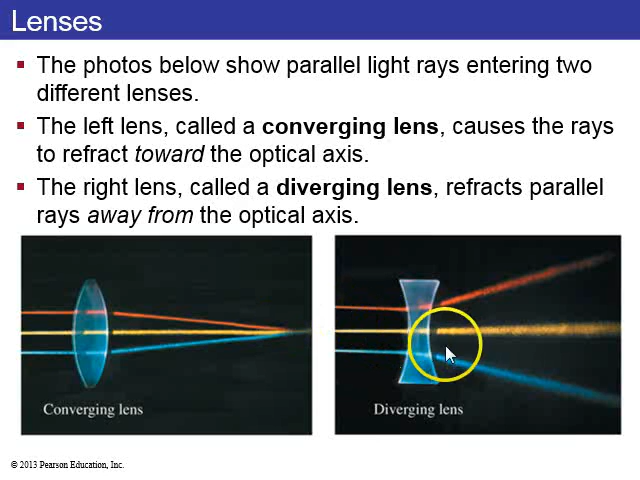 Lenses
▪ The photos below show parallel light rays entering two
different lenses.
▪ The left lens, called a converging lens, causes the rays
to refract toward the optical axis.
▪ The right lens, called a diverging lens, refracts parallel
rays away from the optical axis.
Converging lens
Diverging lens
© 2013 Pearson Education, Inc.